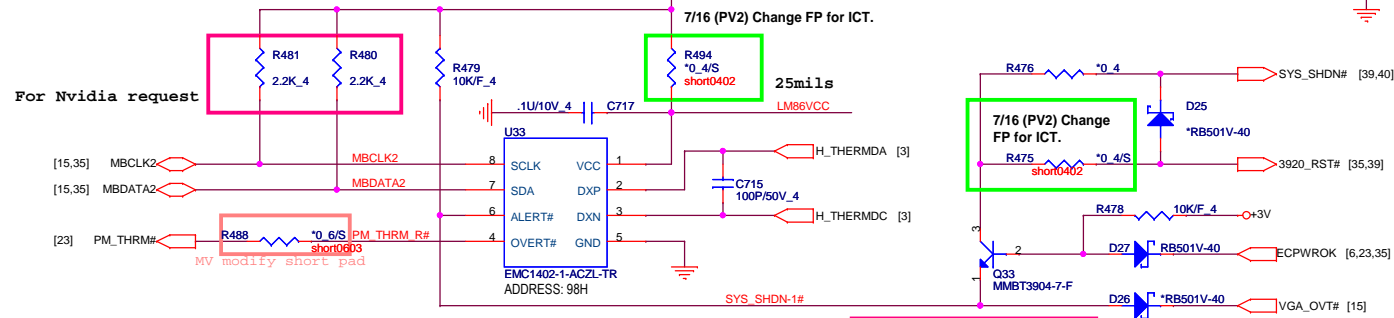 7/16 (PV2) Change FP for ICT.
R481
2.2K_4
R480
2.2K_4
R479
10K/F_4
R494
*0_4/S
short0402
R476
*0_4
SYS_SHDN# [39,40]
For Nvidia request
25mils
.1U/10V_4
C717
LM86VCC
D25
*RB501V-40
7/16 (PV2) Change
FP for ICT.
U33
[15,35] MBCLK2
MBCLK2
8
SCLK
VCC
1
H_THERMDA [3]
R475
*0_4/S
short0402
3920_RST# [35,39]
[15,35] MBDATA2
MBDATA2
7
SDA
DXP
2
C715
100P/50V_4
6
ALERT#
DXN
3
H_THERMDC [3]
R478
10K/F_4
+3V
[23] PM_THRM#
R488
*0_6/S
short0603
PM_THRM_R#
4
OVERT#
GND
5
MV modify short pad
3
2
1
D27
RB501V-40
ECPWROK [6,23,35]
EMC1402-1-ACZL-TR
ADDRESS: 98H
Q33
MMBT3904-7-F
SYS_SHDN-1#
D26
*RB501V-40
VGA_OVT# [15]